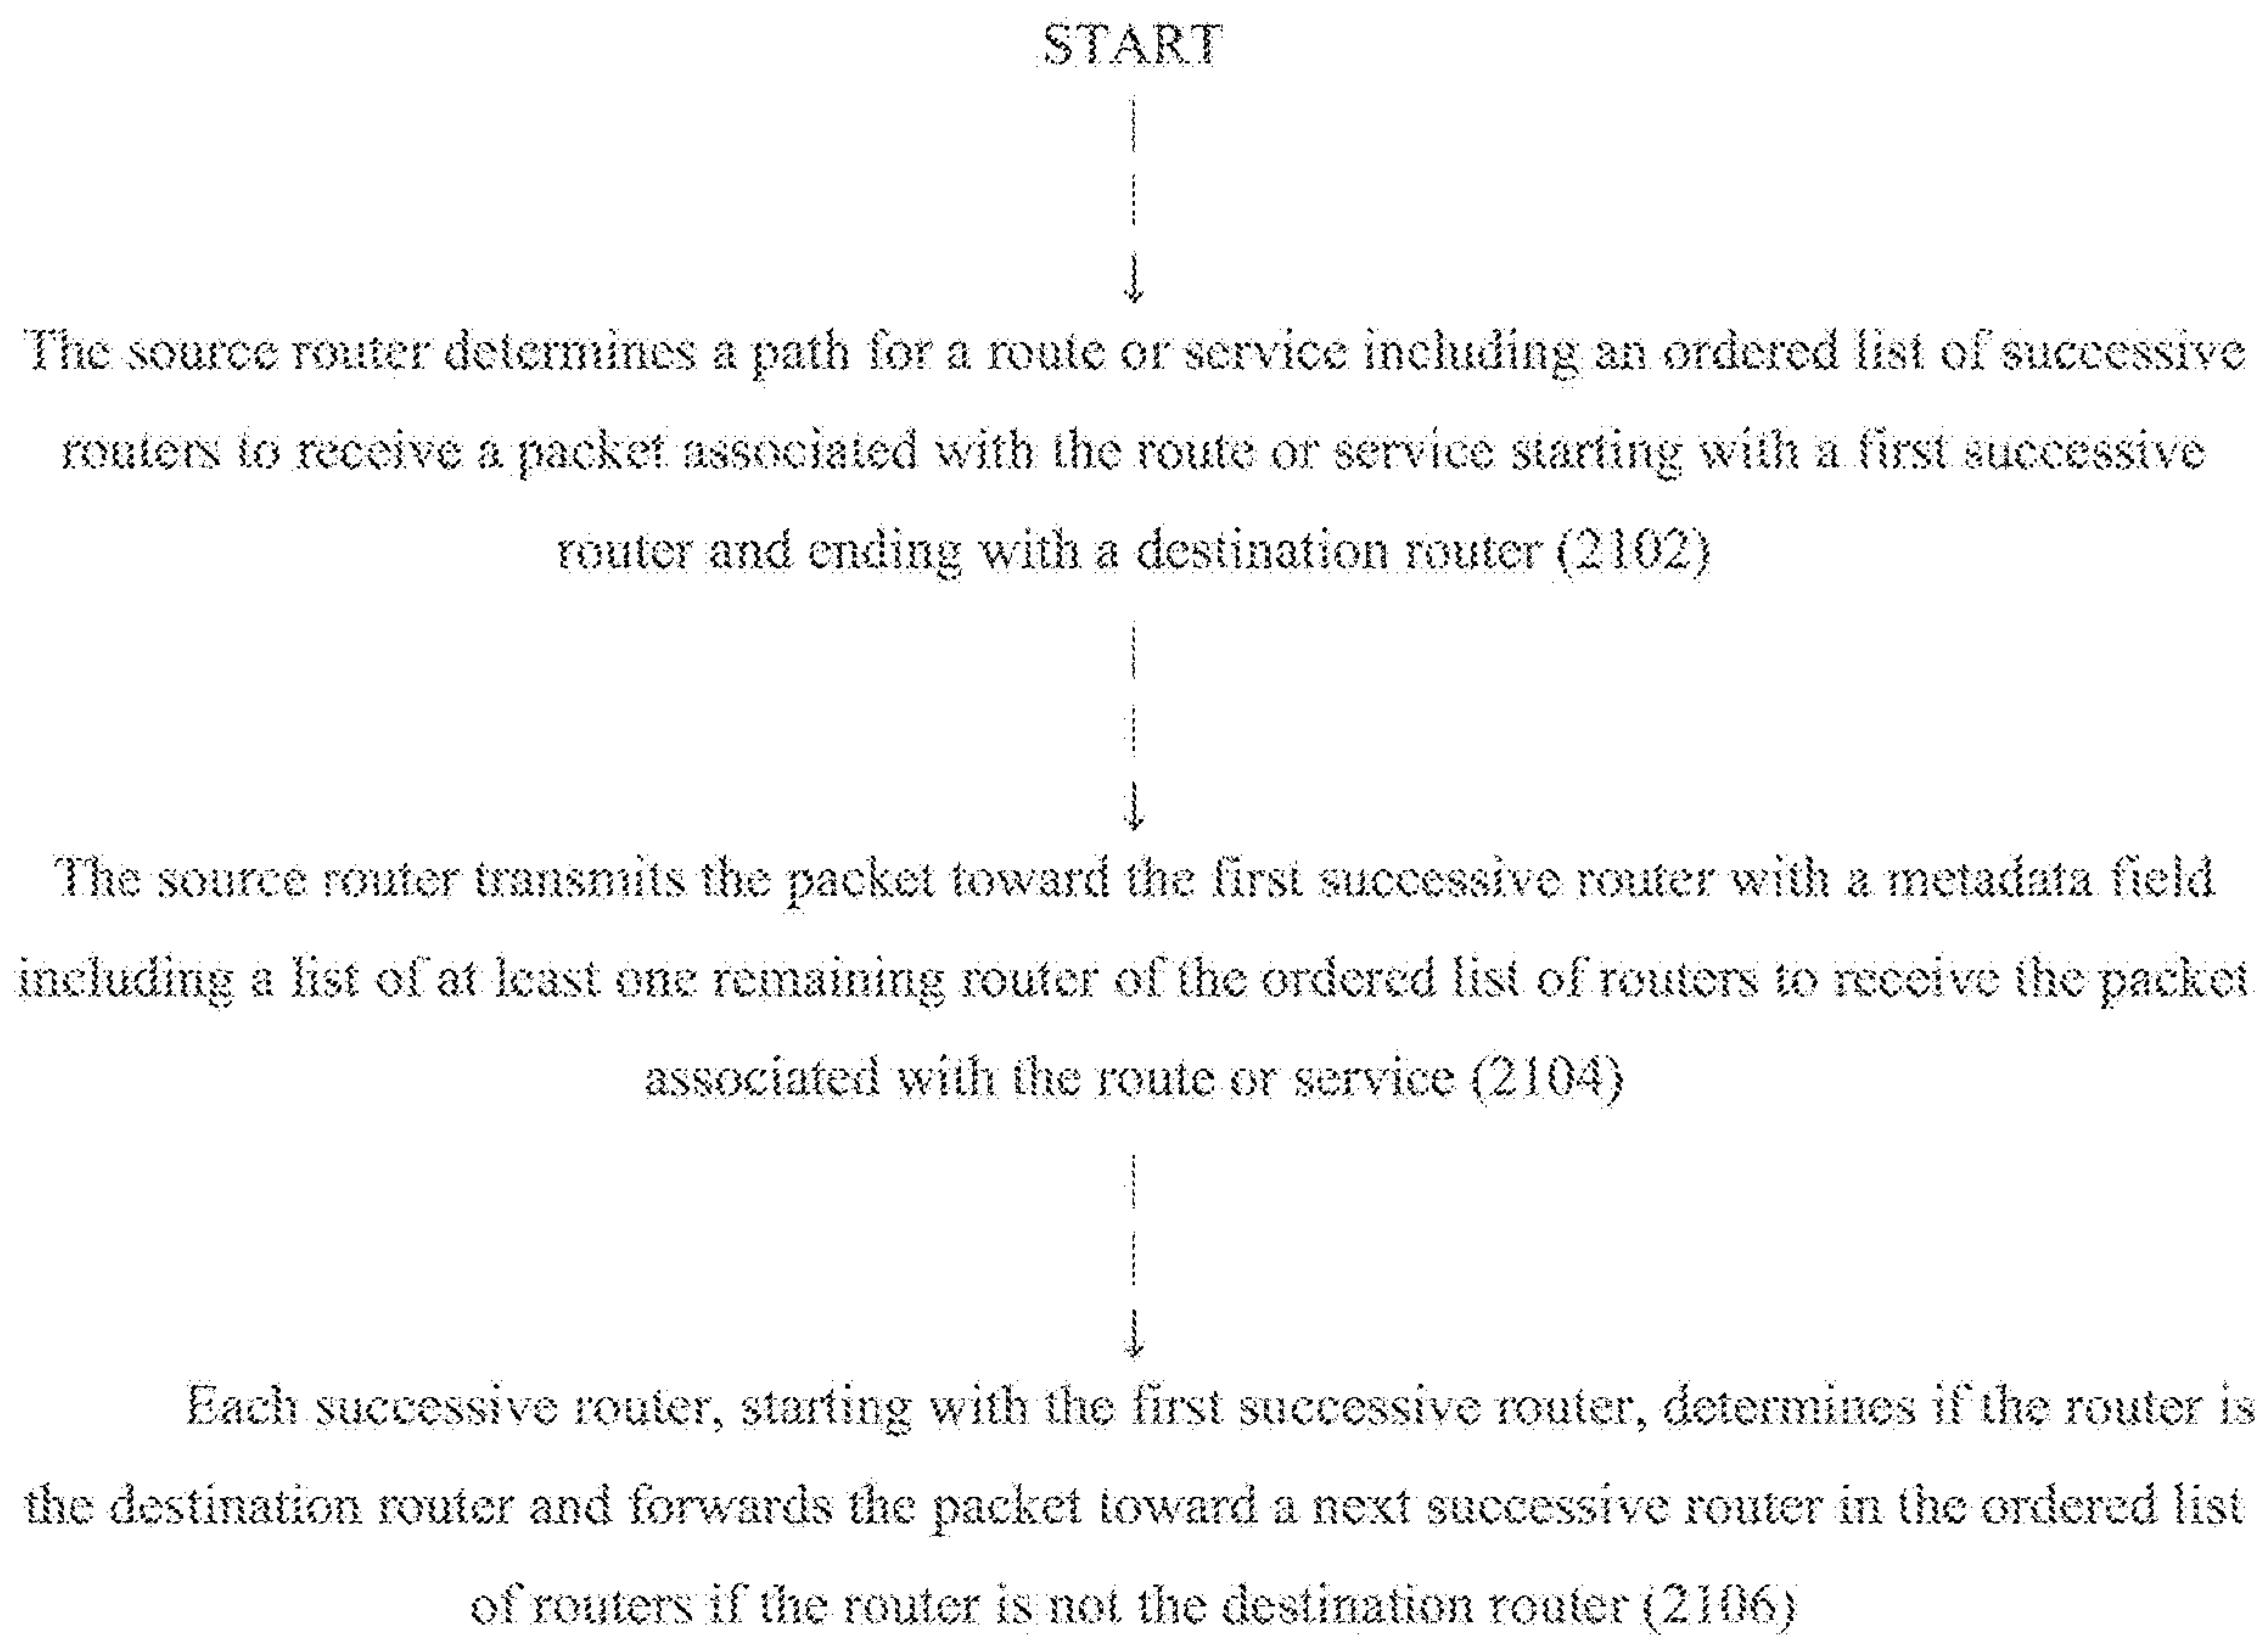 START
The source router determines a path for a route or service including an ordered list of successive
routers to receive a packet associated with the route or service starting with a first successive
router and ending with a destination router (2102)
The source router transmits the packet toward the first successive router with a metadata field
including a list of at least one remaining router of the ordered list of routers to receive the packet
associated with the route or service (2104)
Each successive router, starting with the first successive router, determines if the router is
the destination router and forwards the packet toward a next successive router in the ordered list
of routers if the router is not the destination router (2106)